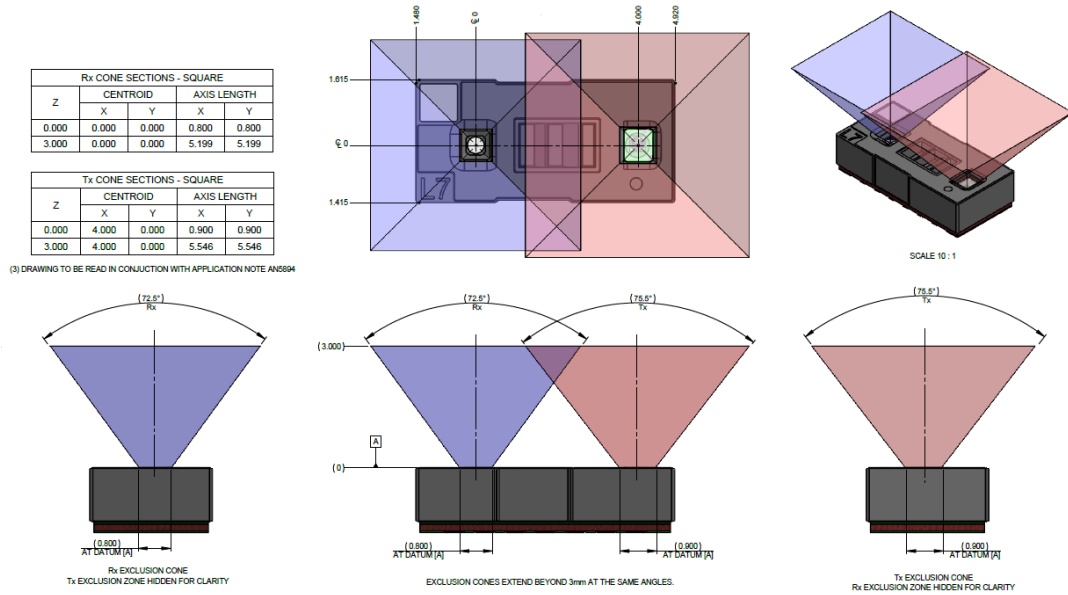 Rx CONE SECTIONS - SQUARE
Z CENTROID AXIS LENGTH
X Y X Y
0.000 0.000 0.000 0.800 0.800
3.000 0.000 0.000 5.199 5.199
Tx CONE SECTIONS - SQUARE
Z CENTROID AXIS LENGTH
X Y X Y
0.000 4.000 0.000 0.900 0.900
3.000 4.000 0.000 5.546 5.546
(3) DRAWING TO BE READ IN CONJUCTION WITH APPLICATION NOTE AN5894
1.480
℄ 0
4.000
4.920
1.615
℄ 0
1.415
L7
L7
SCALE 10 : 1
(72.5°)
Rx
(0.800)
AT DATUM [A]
Rx EXCLUSION CONE
Tx EXCLUSION ZONE HIDDEN FOR CLARITY
(72.5°)
Rx
(75.5°)
Tx
(3.000)
A
(0)
(0.800)
AT DATUM [A]
(0.900)
AT DATUM [A]
EXCLUSION CONES EXTEND BEYOND 3mm AT THE SAME ANGLES.
(75.5°)
Tx
(0.900)
AT DATUM [A]
Tx EXCLUSION CONE
Rx EXCLUSION ZONE HIDDEN FOR CLARITY